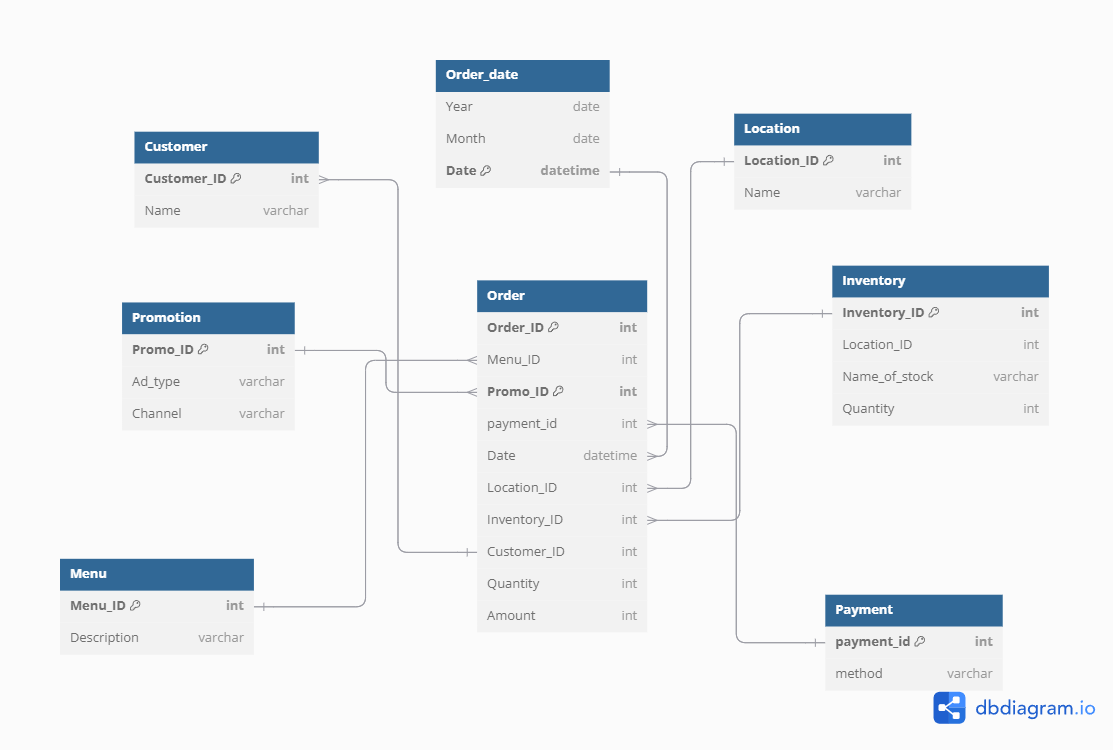 Order_date
Year date
Month date
Date datetime
Customer
Customer_ID int
Name varchar
Location
Location_ID int
Name varchar
Promotion
Promo_ID int
Ad_type varchar
Channel varchar
Order
Order_ID int
Menu_ID int
Promo_ID int
payment_id int
Date datetime
Location_ID int
Inventory_ID int
Customer_ID int
Quantity int
Amount int
Inventory
Inventory_ID int
Location_ID int
Name_of_stock varchar
Quantity int
Menu
Menu_ID int
Description varchar
Payment
payment_id int
method varchar
dbdiagram.io